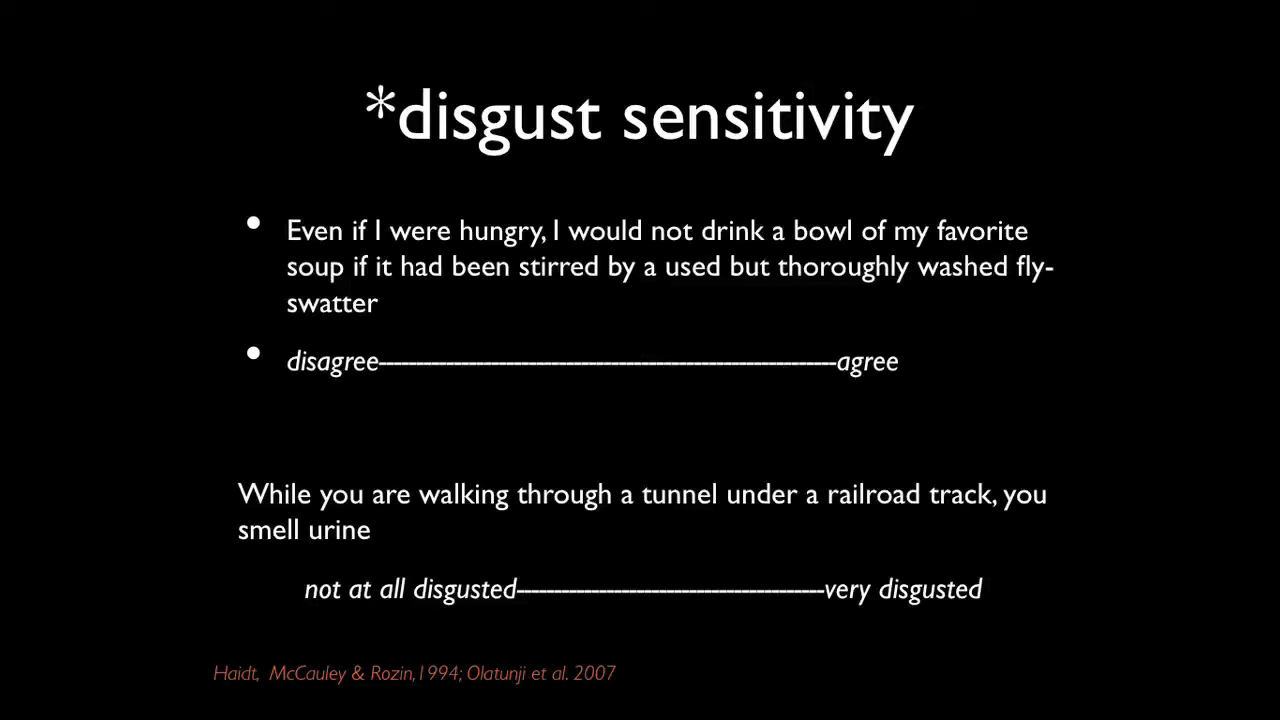 *disgust sensitivity
• Even if I were hungry, I would not drink a bowl of my favorite
soup if it had been stirred by a used but thoroughly washed fly-
swatter
• disagree------------------------------------------------------------agree
While you are walking through a tunnel under a railroad track, you
smell urine
not at all disgusted----------------------------------------very disgusted
Haidt, McCauley & Rozin,1994; Olatunji et al. 2007